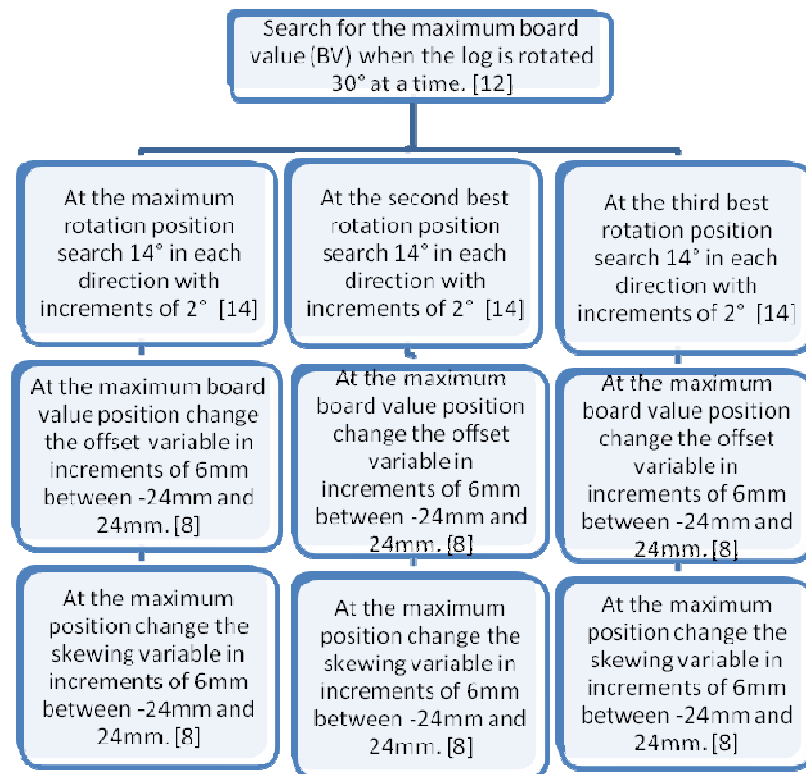 Search for the maximum board
value (BV) when the log is rotated
30° at a time. [12]
At the maximum
rotation position
search 14° in each
direction with
increments of 2° [14]
At the second best
rotation position
search 14° in each
direction with
increments of 2° [14]
At the third best
rotation position
search 14° in each
direction with
increments of 2° [14]
At the maximum board
value position change
the offset variable in
increments of 6mm
between -24mm and
24mm. [8]
At the maximum
board value position
change the offset
variable in
increments of 6mm
between -24mm and
24mm. [8]
At the maximum
board value position
change the offset
variable in
increments of 6mm
between -24mm and
24mm. [8]
At the maximum
position change the
skewing variable in
increments of 6mm
between -24mm and
24mm. [8]
At the maximum
position change the
skewing variable in
increments of 6mm
between -24mm and
24mm. [8]
At the maximum
position change the
skewing variable in
increments of 6mm
between -24mm and
24mm. [8]